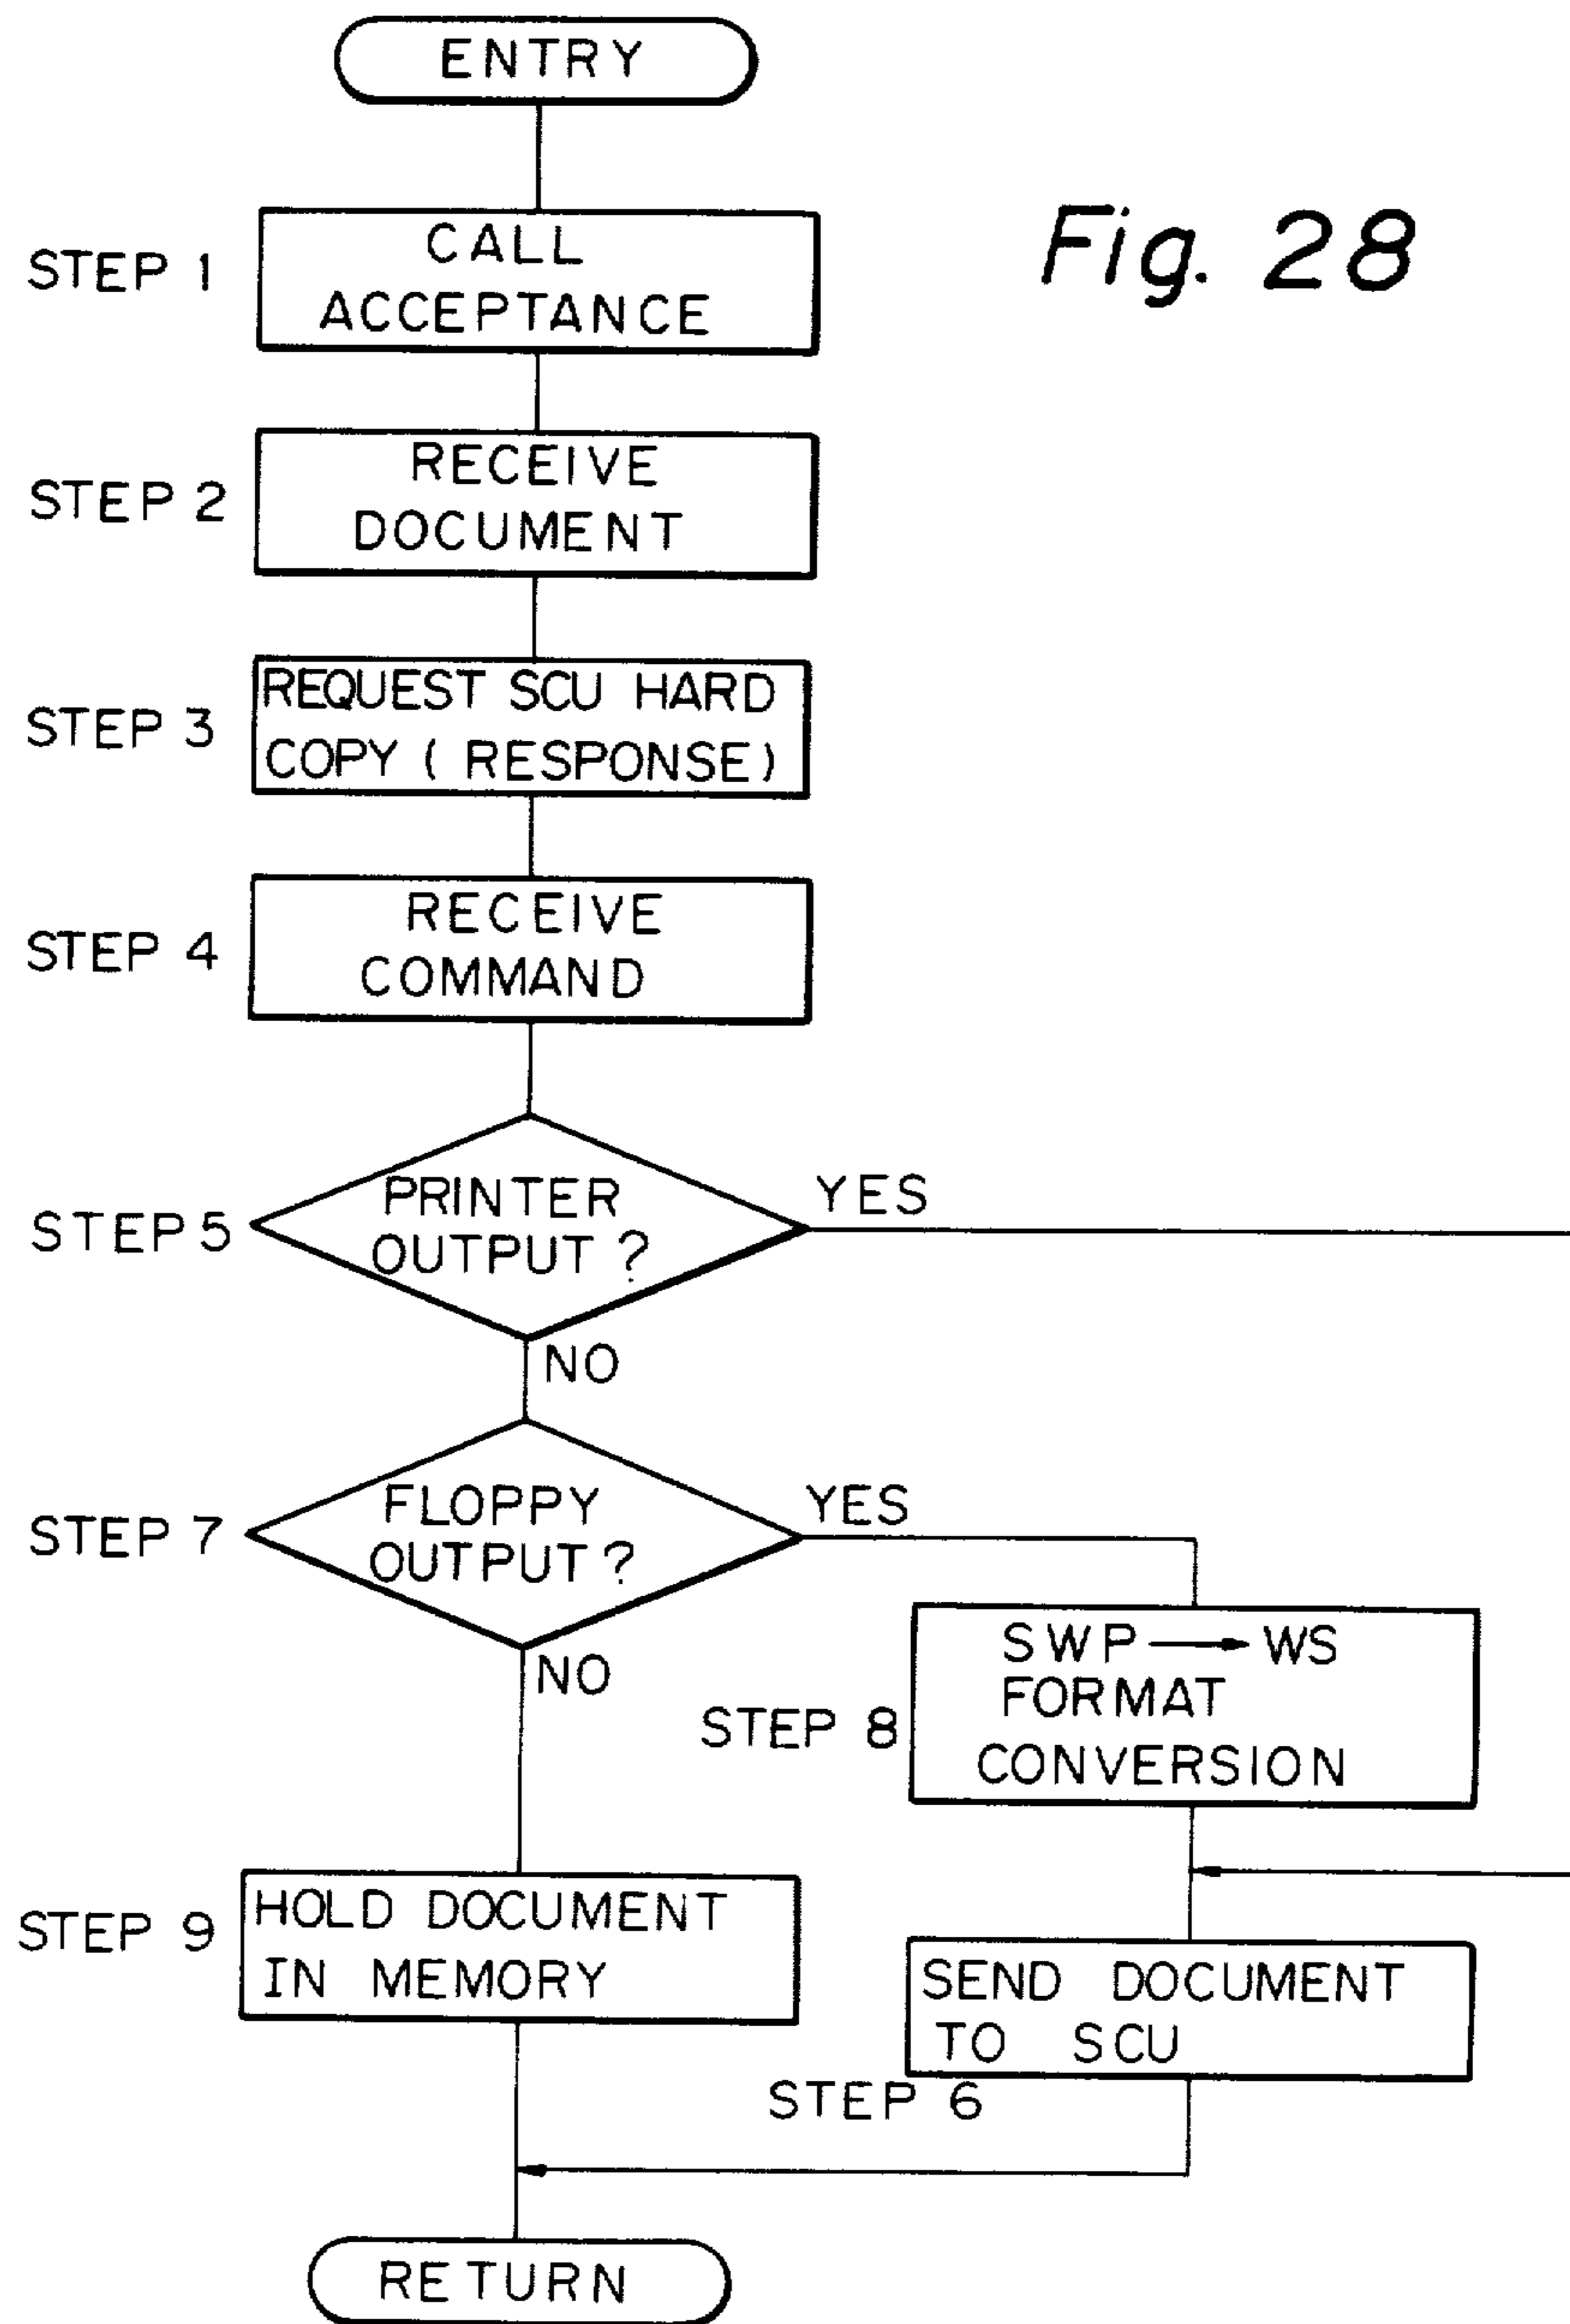 ENTRY
Fig. 28
STEP 1
CALL
ACCEPTANCE
STEP 2
RECEIVE
DOCUMENT
STEP 3
REQUEST SCU HARD
COPY ( RESPONSE )
STEP 4
RECEIVE
COMMAND
STEP 5
PRINTER
OUTPUT ?
YES
NO
STEP 7
FLOPPY
OUTPUT ?
YES
NO
STEP 8
SWP → WS
FORMAT
CONVERSION
STEP 9
HOLD DOCUMENT
IN MEMORY
SEND DOCUMENT
TO SCU
STEP 6
RETURN